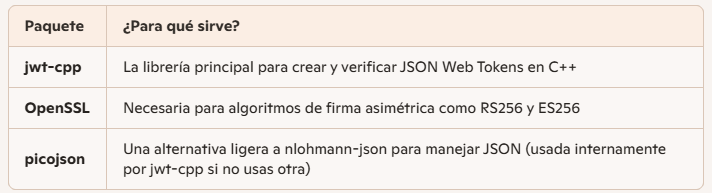 Paquete ¿Para qué sirve?
jwt-cpp La librería principal para crear y verificar JSON Web Tokens en C++
OpenSSL Necesaria para algoritmos de firma asimétrica como RS256 y ES256
picojson Una alternativa ligera a nlohmann-json para manejar JSON (usada internamente
por jwt-cpp si no usas otra)